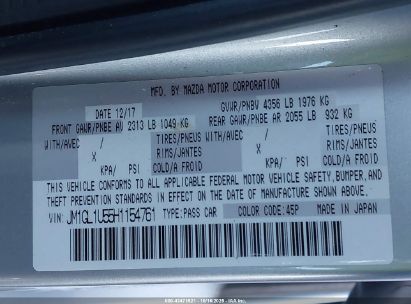 MFD. BY MAZDA MOTOR CORPORATION
DATE 12/17 GVWR/PNBV 4356 LB 1976 KG
FRONT GAWR/PNBE AV 2313 LB 1049 KG REAR GAWR/PNBE AR 2055 LB 932 KG
WITH/AVEC/ TIRES/PNEUS WITH/AVEC/ TIRES/PNEUS
X RIMS/JANTES X RIMS/JANTES
KPA/ PSI COLD/A FROID KPA/ PSI COLD/A FROID
THIS VEHICLE CONFORMS TO ALL APPLICABLE FEDERAL MOTOR VEHICLE SAFETY,BUMPER,AND
THEFT PREVENTION STANDARDS IN EFFECT ON THE DATE OF MANUFACTURE SHOWN ABOVE.
VIN: JM1GL1U55H1154761 TYPE:PASS CAR COLOR CODE:45P MADE IN JAPAN